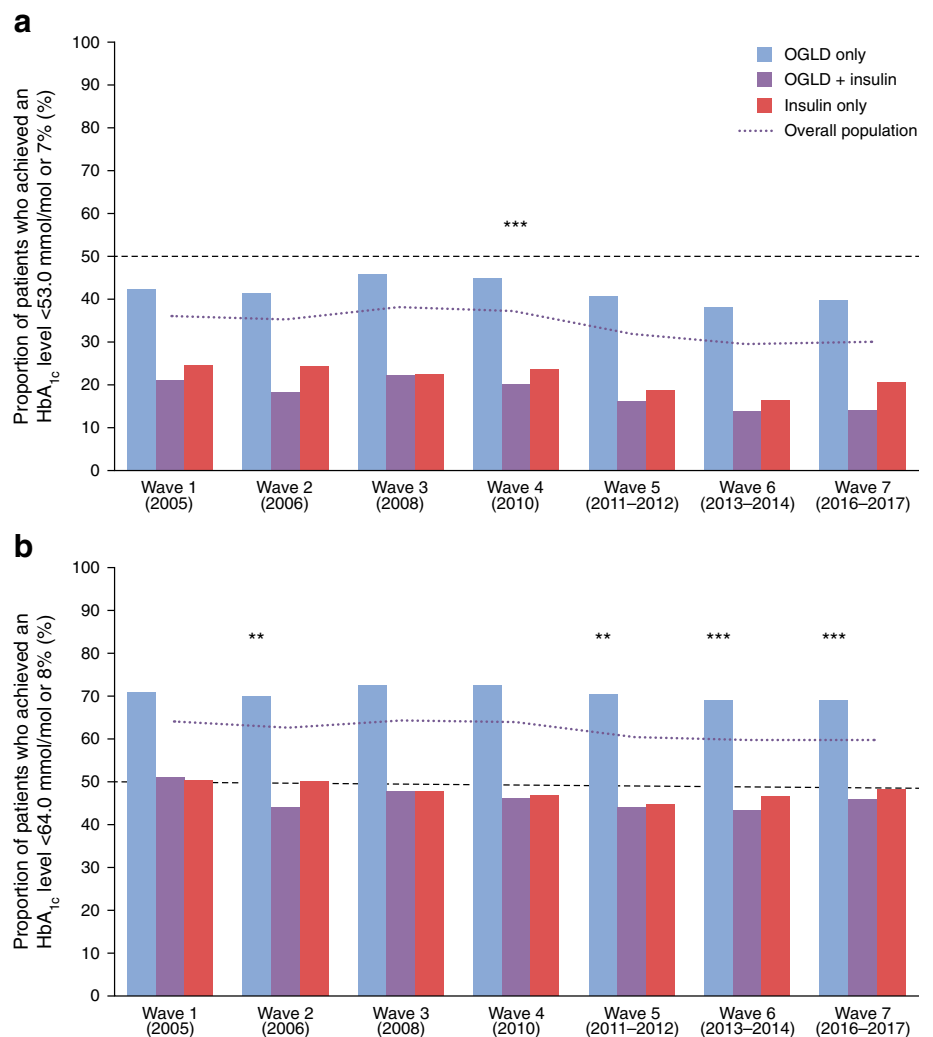 a
Proportion of patients who achieved an
HbA1c level <53.0 mmol/mol or 7% (%)
100
90
80
70
60
50
40
30
20
10
0
OGLD only
OGLD + insulin
Insulin only
Overall population
***
Wave 1
(2005)
Wave 2
(2006)
Wave 3
(2008)
Wave 4
(2010)
Wave 5
(2011–2012)
Wave 6
(2013–2014)
Wave 7
(2016–2017)
b
Proportion of patients who achieved an
HbA1c level <64.0 mmol/mol or 8% (%)
100
90
80
70
60
50
40
30
20
10
0
**
**
***
***
Wave 1
(2005)
Wave 2
(2006)
Wave 3
(2008)
Wave 4
(2010)
Wave 5
(2011–2012)
Wave 6
(2013–2014)
Wave 7
(2016–2017)